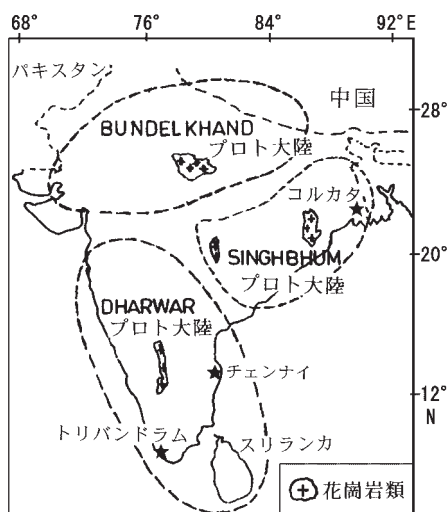 68° 76° 84° 92° E
パキスタン
中国
28°
BUNDELKHAND
プロト大陸
コルカタ
20°
SINGHBHUM
プロト大陸
DHARWAR
プロト大陸
チェンナイ
12°
N
トリバンドラム
スリランカ
花崗岩類